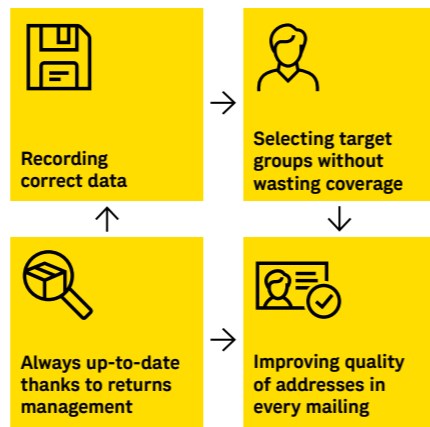 Recording
correct data
Selecting target
groups without
wasting coverage
Always up-to-date
thanks to returns
management
Improving quality
of addresses in
every mailing